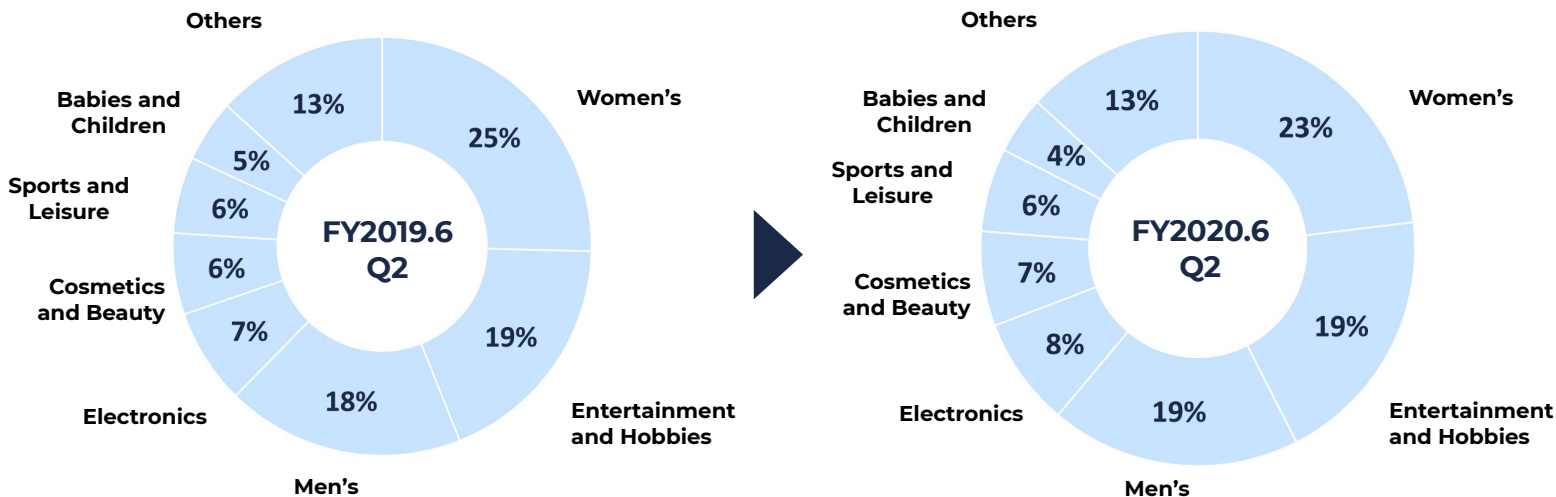 Others
Women's
25%
13%
Babies and
Children
5%
Sports and
Leisure
6%
FY2019.6
Q2
6%
Cosmetics
and Beauty
7%
19%
18%
Electronics
Entertainment
and Hobbies
Men's
Others
Women's
23%
13%
Babies and
Children
4%
Sports and
Leisure
6%
FY2020.6
Q2
7%
Cosmetics
and Beauty
8%
19%
19%
Electronics
Entertainment
and Hobbies
Men's